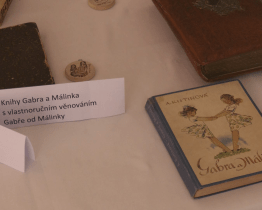 Knihy Gabra a Málinka
s vlastnoručním věnováním
Gabře od Málinky
Gabra a Málinka